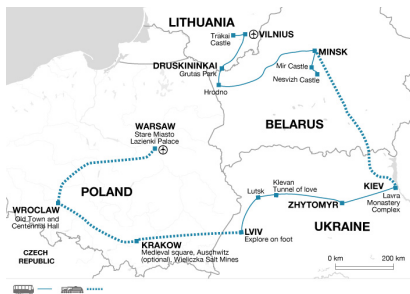 LITHUANIA
Trakai
Castle
VILNIUS
DRUSKININKAI
Grutas Park
MINSK
Mir Castle
Nesvizh Castle
Hrodno
WARSAW
Stare Miasto
Lazienki Palace
BELARUS
POLAND
Klevan
Tunnel of love
Lutsk
KIEV
Lavra
Monastery
Complex
ZHYTOMYR
WROCLAW
Old Town and
Centennial Hall
LVIV
Explore on foot
UKRAINE
KRAKOW
Medieval square, Auschwitz
(optional), Wieliczka Salt Mines
CZECH
REPUBLIC
0 km
200 km